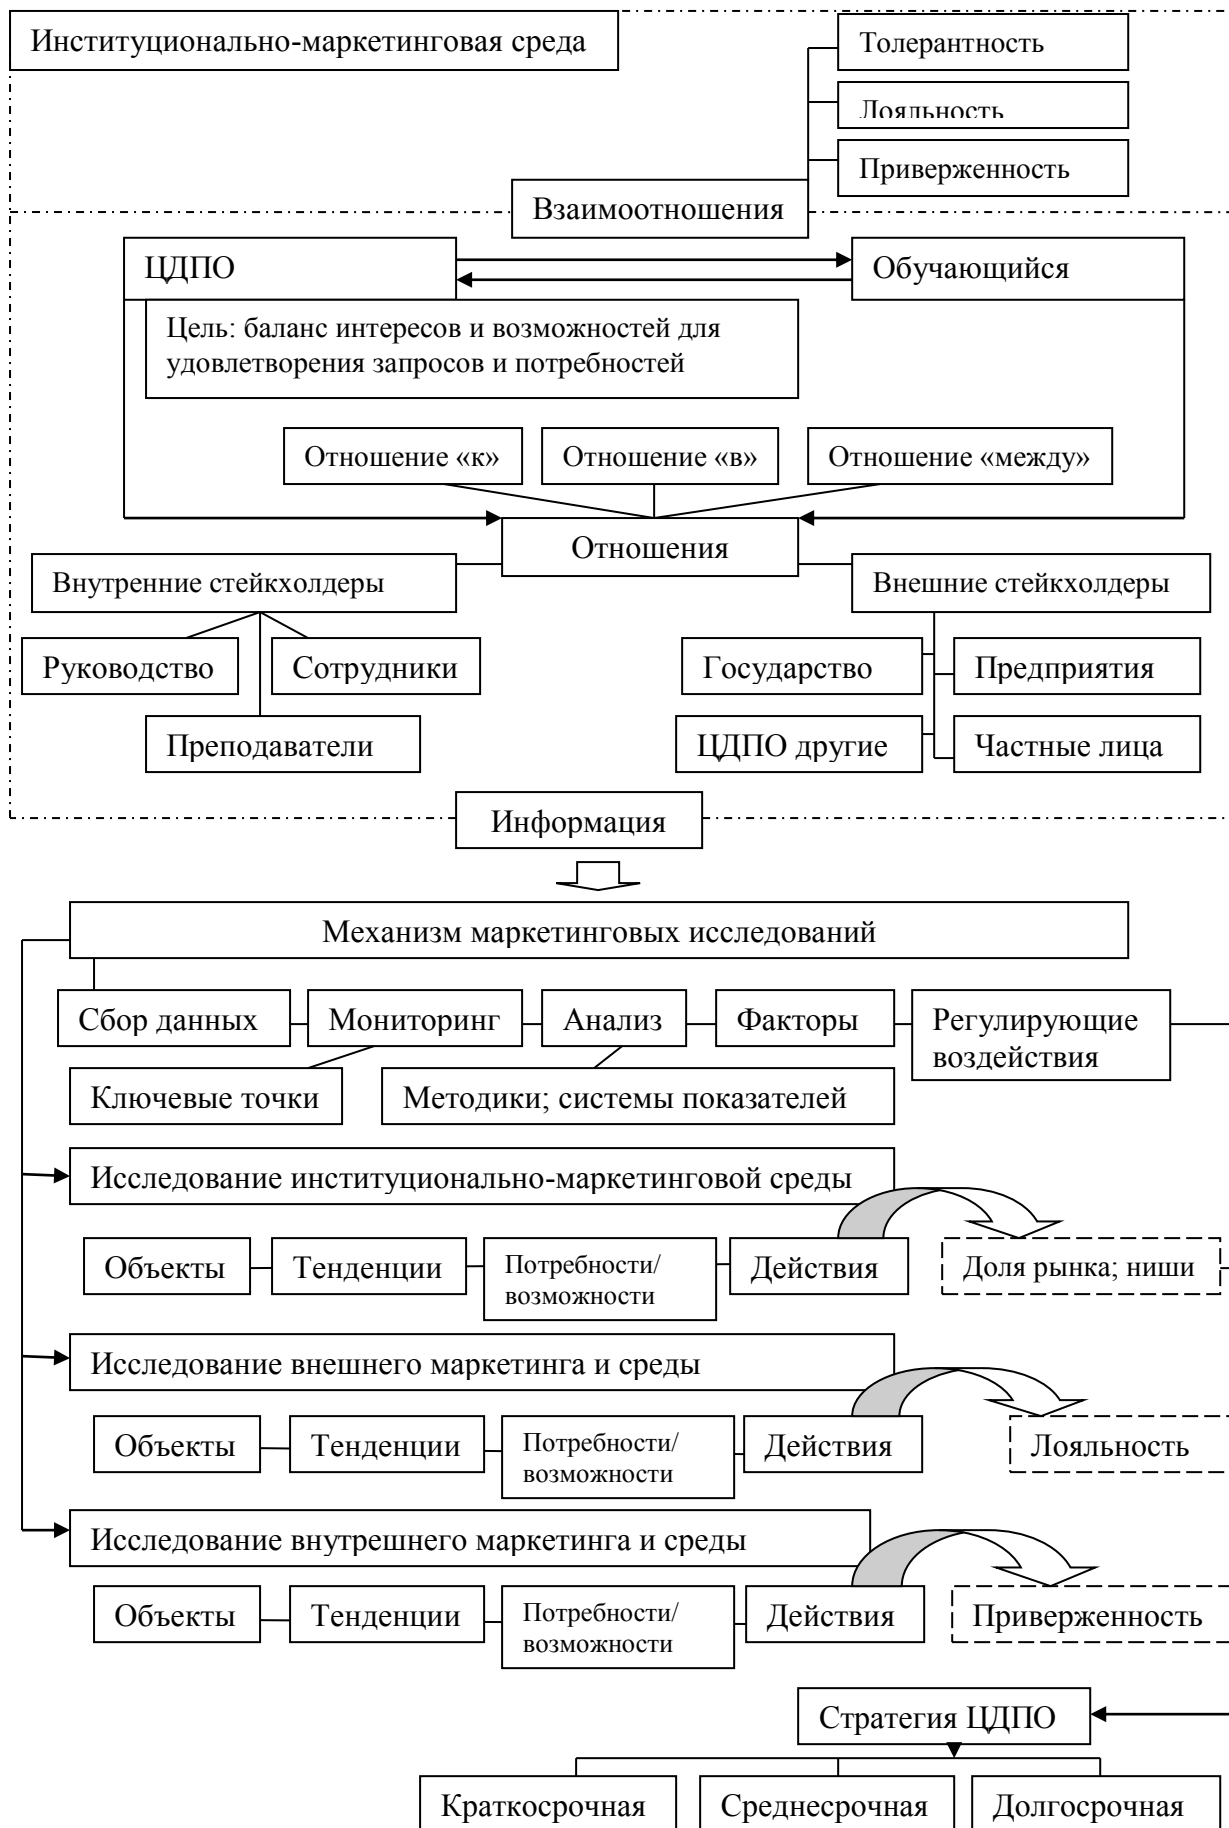 Институционально-маркетинговая среда
Толерантность
Лояльность
Приверженность
Взаимоотношения
ЦДПО
Обучающийся
Цель: баланс интересов и возможностей для
удовлетворения запросов и потребностей
Отношение «к»
Отношение «в»
Отношение «между»
Отношения
Внутренние стейкхолдеры
Внешние стейкхолдеры
Руководство
Сотрудники
Государство
Предприятия
Преподаватели
ЦДПО другие
Частные лица
Информация
Механизм маркетинговых исследований
Сбор данных
Мониторинг
Анализ
Факторы
Регулирующие
воздействия
Ключевые точки
Методики; системы показателей
Исследование институционально-маркетинговой среды
Объекты
Тенденции
Потребности/
возможности
Действия
Доля рынка; ниши
Исследование внешнего маркетинга и среды
Объекты
Тенденции
Потребности/
возможности
Действия
Лояльность
Исследование внутрешнего маркетинга и среды
Объекты
Тенденции
Потребности/
возможности
Действия
Приверженность
Стратегия ЦДПО
Краткосрочная
Среднесрочная
Долгосрочная